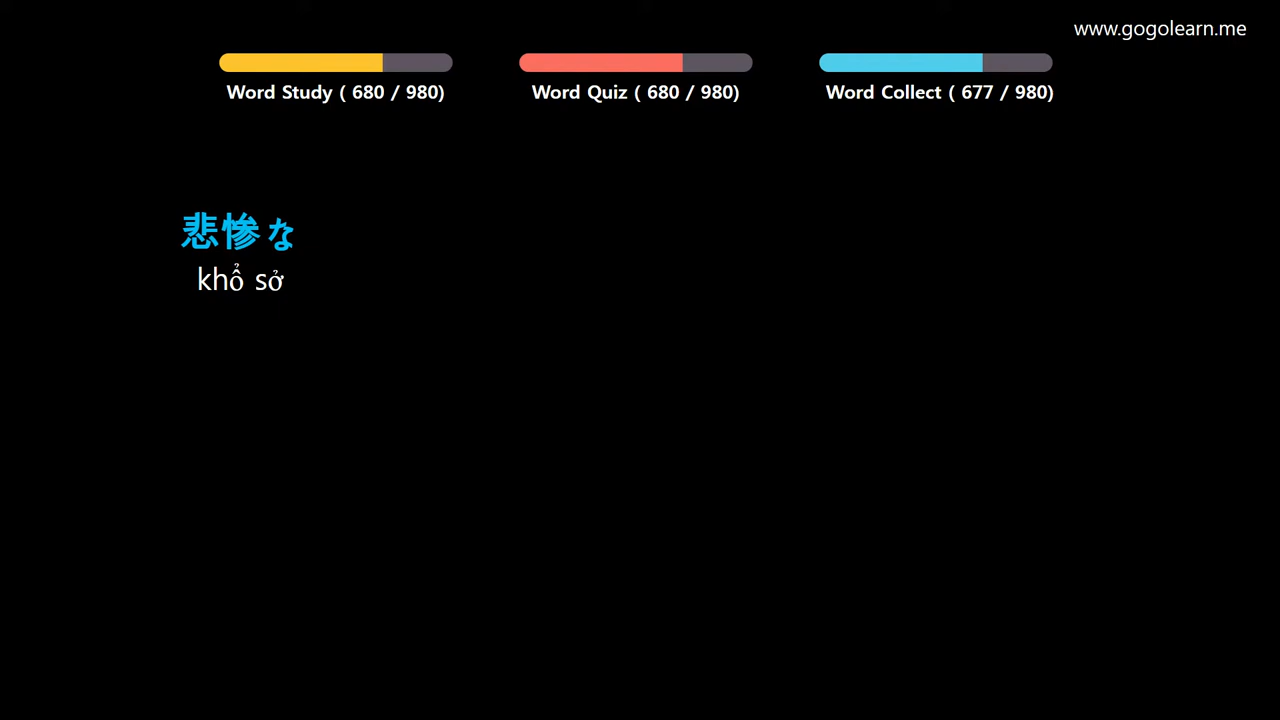 www.gogolearn.me
Word Study ( 680 / 980)
Word Quiz ( 680 / 980)
Word Collect ( 677 / 980)
悲惨な
khổ sở